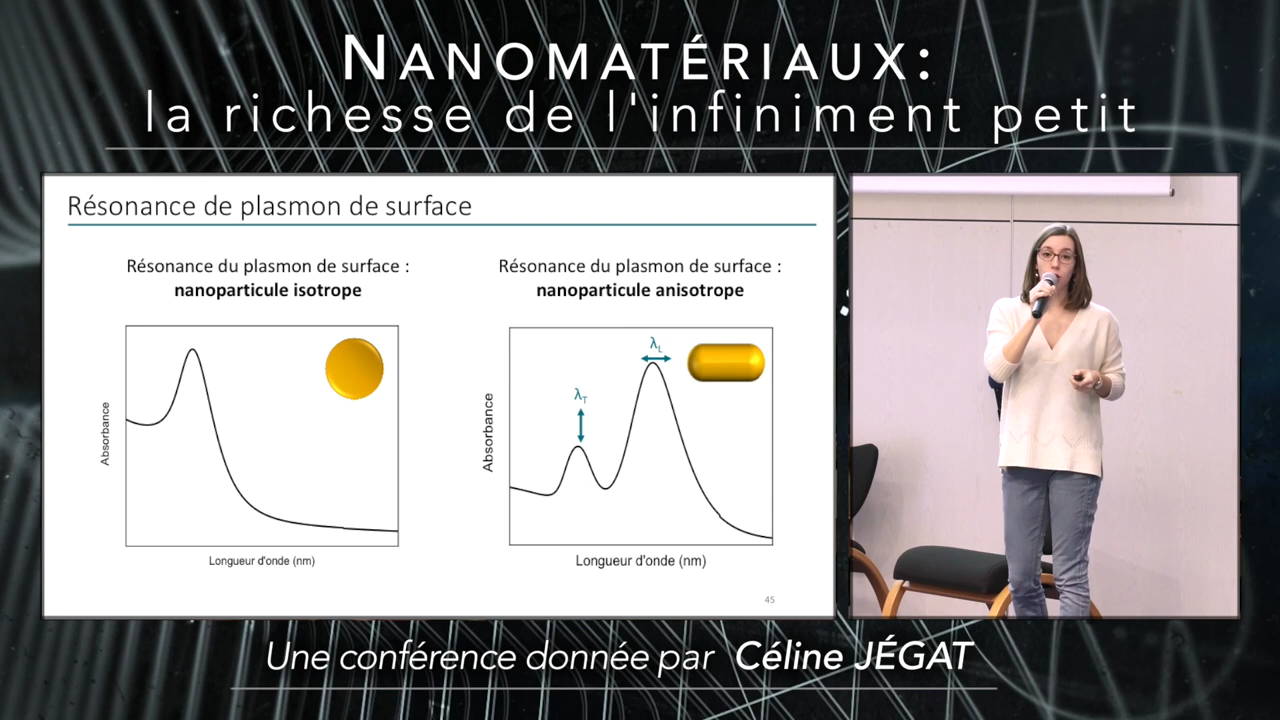 NANOMATÉRIAUX:
la richesse de l'infiniment petit
Résonance de plasmon de surface
Résonance du plasmon de surface :
nanoparticule isotrope
Absorbance
Longueur d'onde (nm)
Résonance du plasmon de surface :
nanoparticule anisotrope
λL
λT
Absorbance
Longueur d'onde (nm)
45
Une conférence donnée par Céline JÉGAT